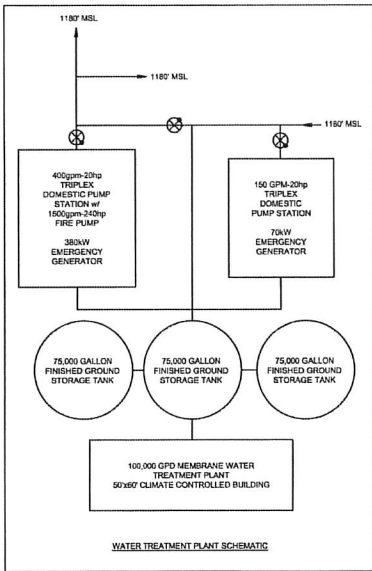 1180' MSL
1180' MSL
1180' MSL
400gpm-20hp
TRIPLEX
DOMESTIC PUMP
STATION w/
1500gpm-240hp
FIRE PUMP
380kW
EMERGENCY
GENERATOR
150 GPM-20hp
TRIPLEX
DOMESTIC
PUMP STATION
70kW
EMERGENCY
GENERATOR
75,000 GALLON
FINISHED GROUND
STORAGE TANK
75,000 GALLON
FINISHED GROUND
STORAGE TANK
75,000 GALLON
FINISHED GROUND
STORAGE TANK
100,000 GPD MEMBRANE WATER
TREATMENT PLANT
50'x60' CLIMATE CONTROLLED BUILDING
WATER TREATMENT PLANT SCHEMATIC